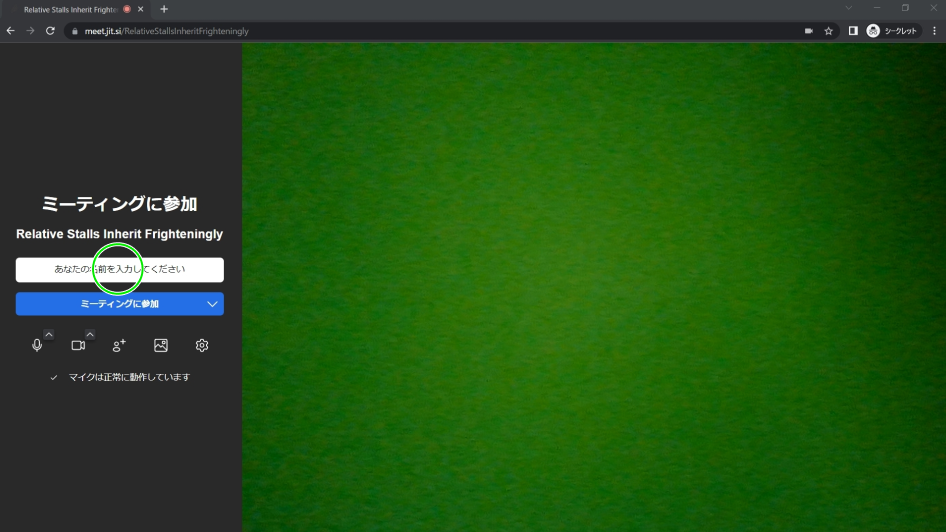 Relative Stalls Inherit Frighte
meet.jit.si/RelativeStallsInheritFrighteningly
シークレット
ミーティングに参加
Relative Stalls Inherit Frighteningly
あなたの名前を入力してください
ミーティングに参加
マイクは正常に動作しています